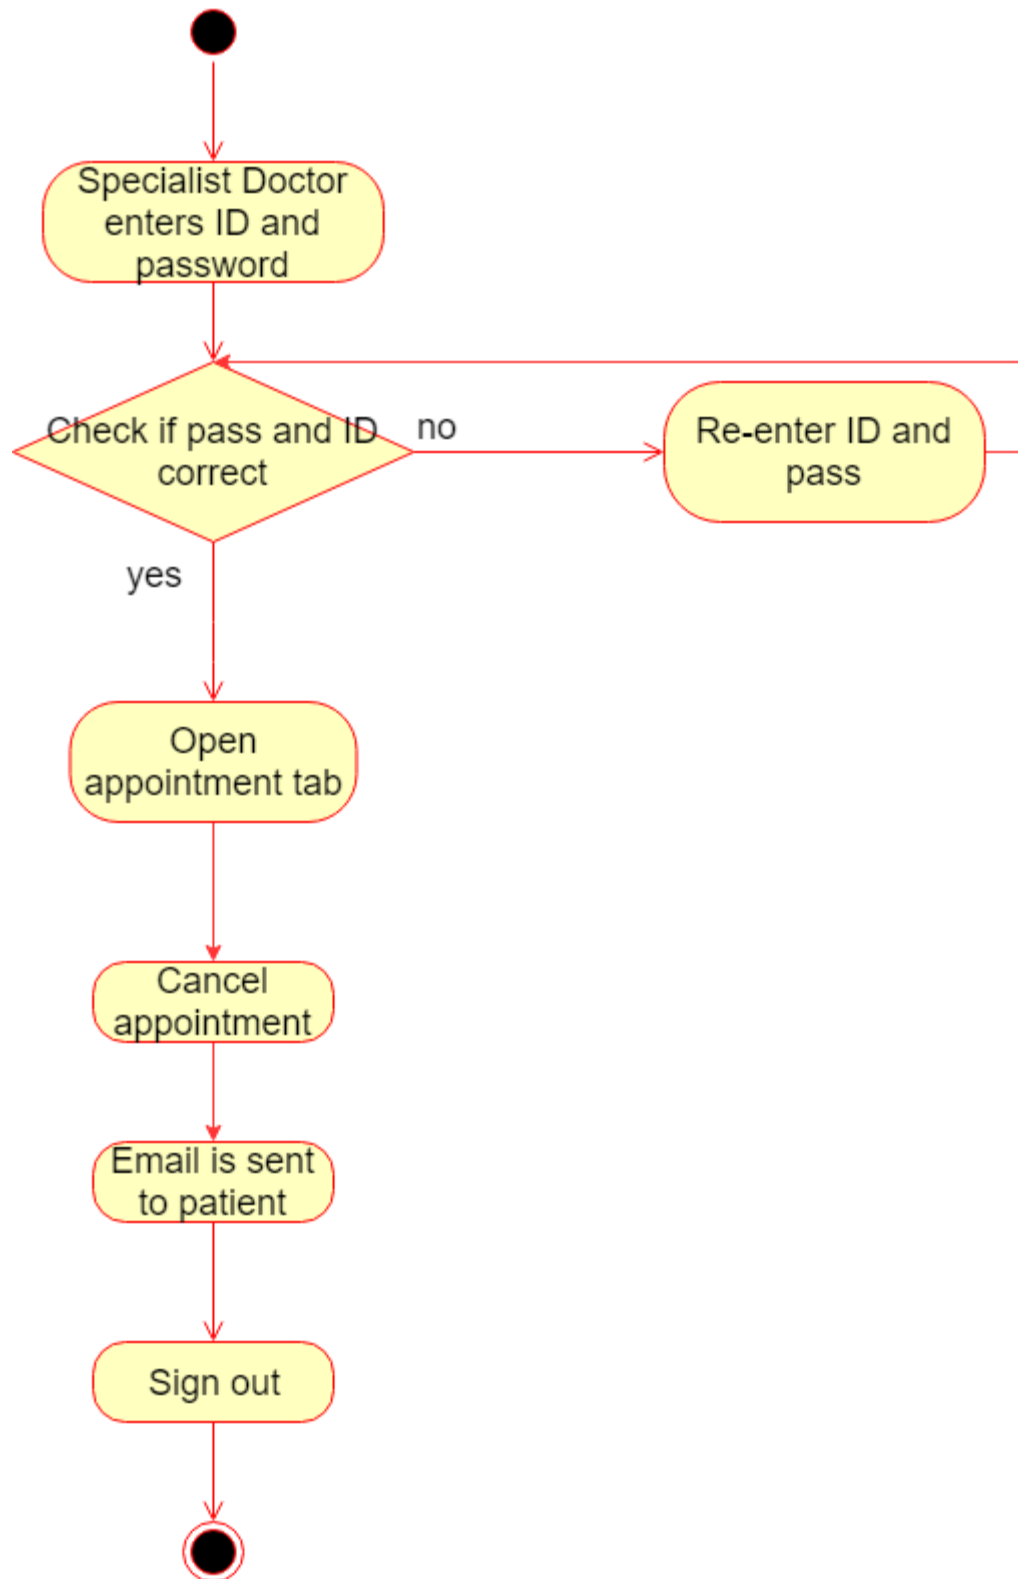 Specialist Doctor
enters ID and
password
Check if pass and ID
correct
no
Re-enter ID and
pass
yes
Open
appointment tab
Cancel
appointment
Email is sent
to patient
Sign out